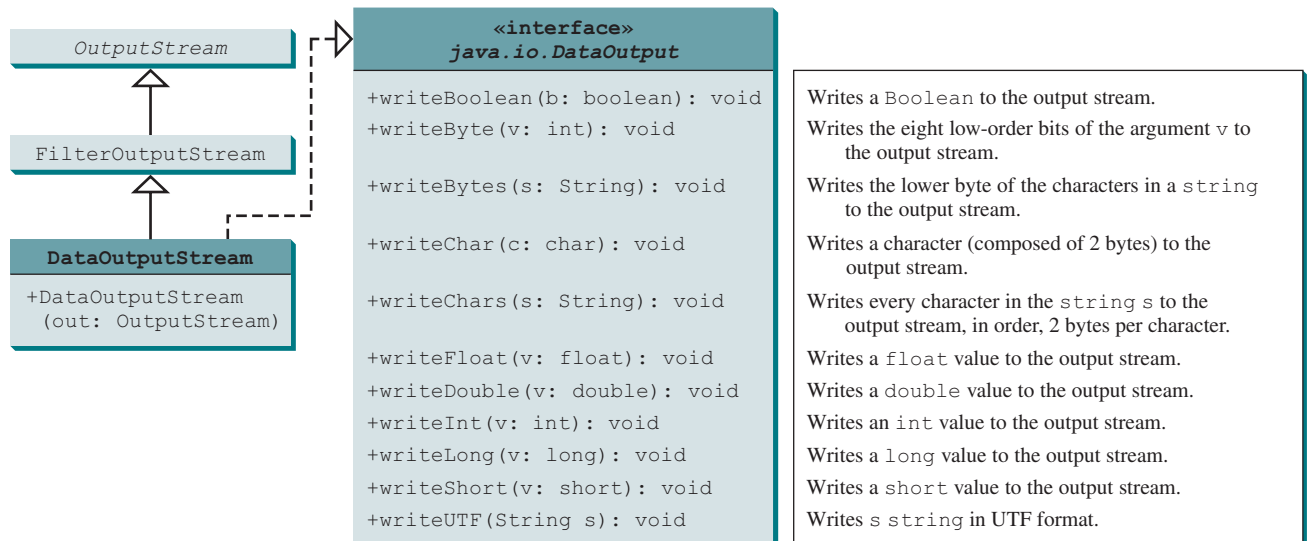 OutputStream
FilterOutputStream
DataOutputStream
+DataOutputStream
(out: OutputStream)
«interface»
java.io.DataOutput
+writeBoolean(b: boolean): void
+writeByte(v: int): void
+writeBytes(s: String): void
+writeChar(c: char): void
+writeChars(s: String): void
+writeFloat(v: float): void
+writeDouble(v: double): void
+writeInt(v: int): void
+writeLong(v: long): void
+writeShort(v: short): void
+writeUTF(String s): void
Writes a Boolean to the output stream.
Writes the eight low-order bits of the argument v to
the output stream.
Writes the lower byte of the characters in a string
to the output stream.
Writes a character (composed of 2 bytes) to the
output stream.
Writes every character in the string s to the
output stream, in order, 2 bytes per character.
Writes a float value to the output stream.
Writes a double value to the output stream.
Writes an int value to the output stream.
Writes a long value to the output stream.
Writes a short value to the output stream.
Writes s string in UTF format.